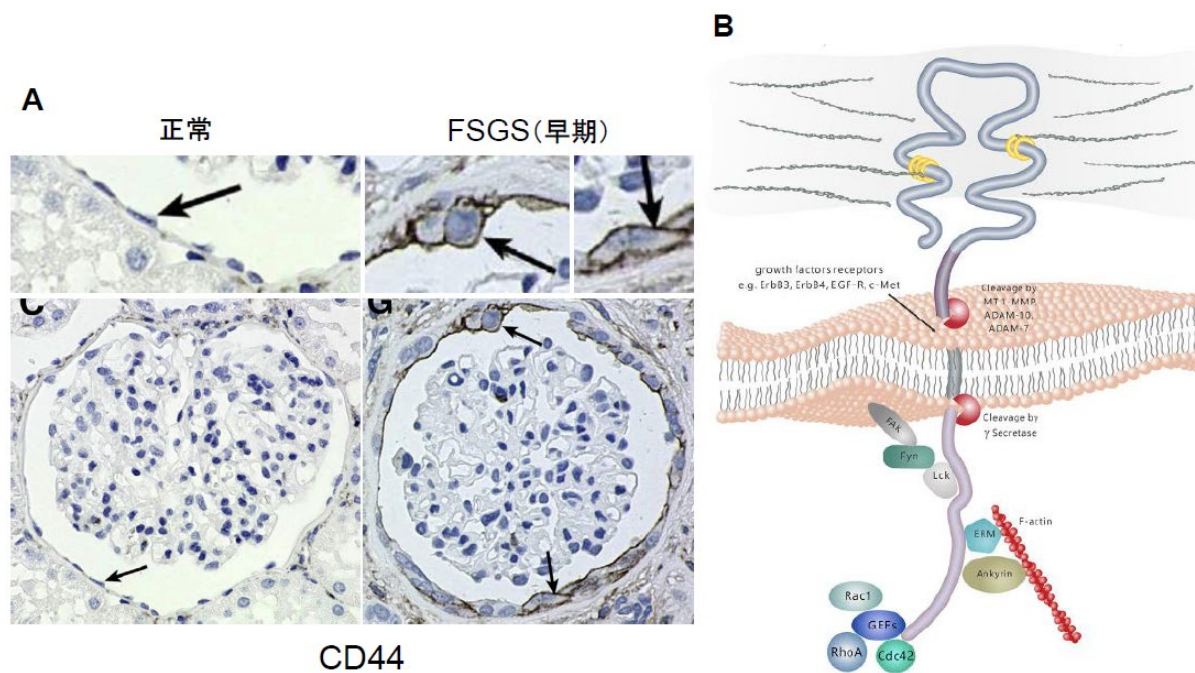 A
正常
FSGS(早期)
C
G
CD44
B
growth factors receptors
e.g. ErbB3, ErbB4, EGF-R, c-Met
Cleavage by
MT1-MMP
ADAM-10,
ADAM-7
Cleavage by
γ Secretase
FAK
Fyn
Lck
F-actin
ERM
Ankyrin
Rac1
GEFs
RhoA
Cdc42